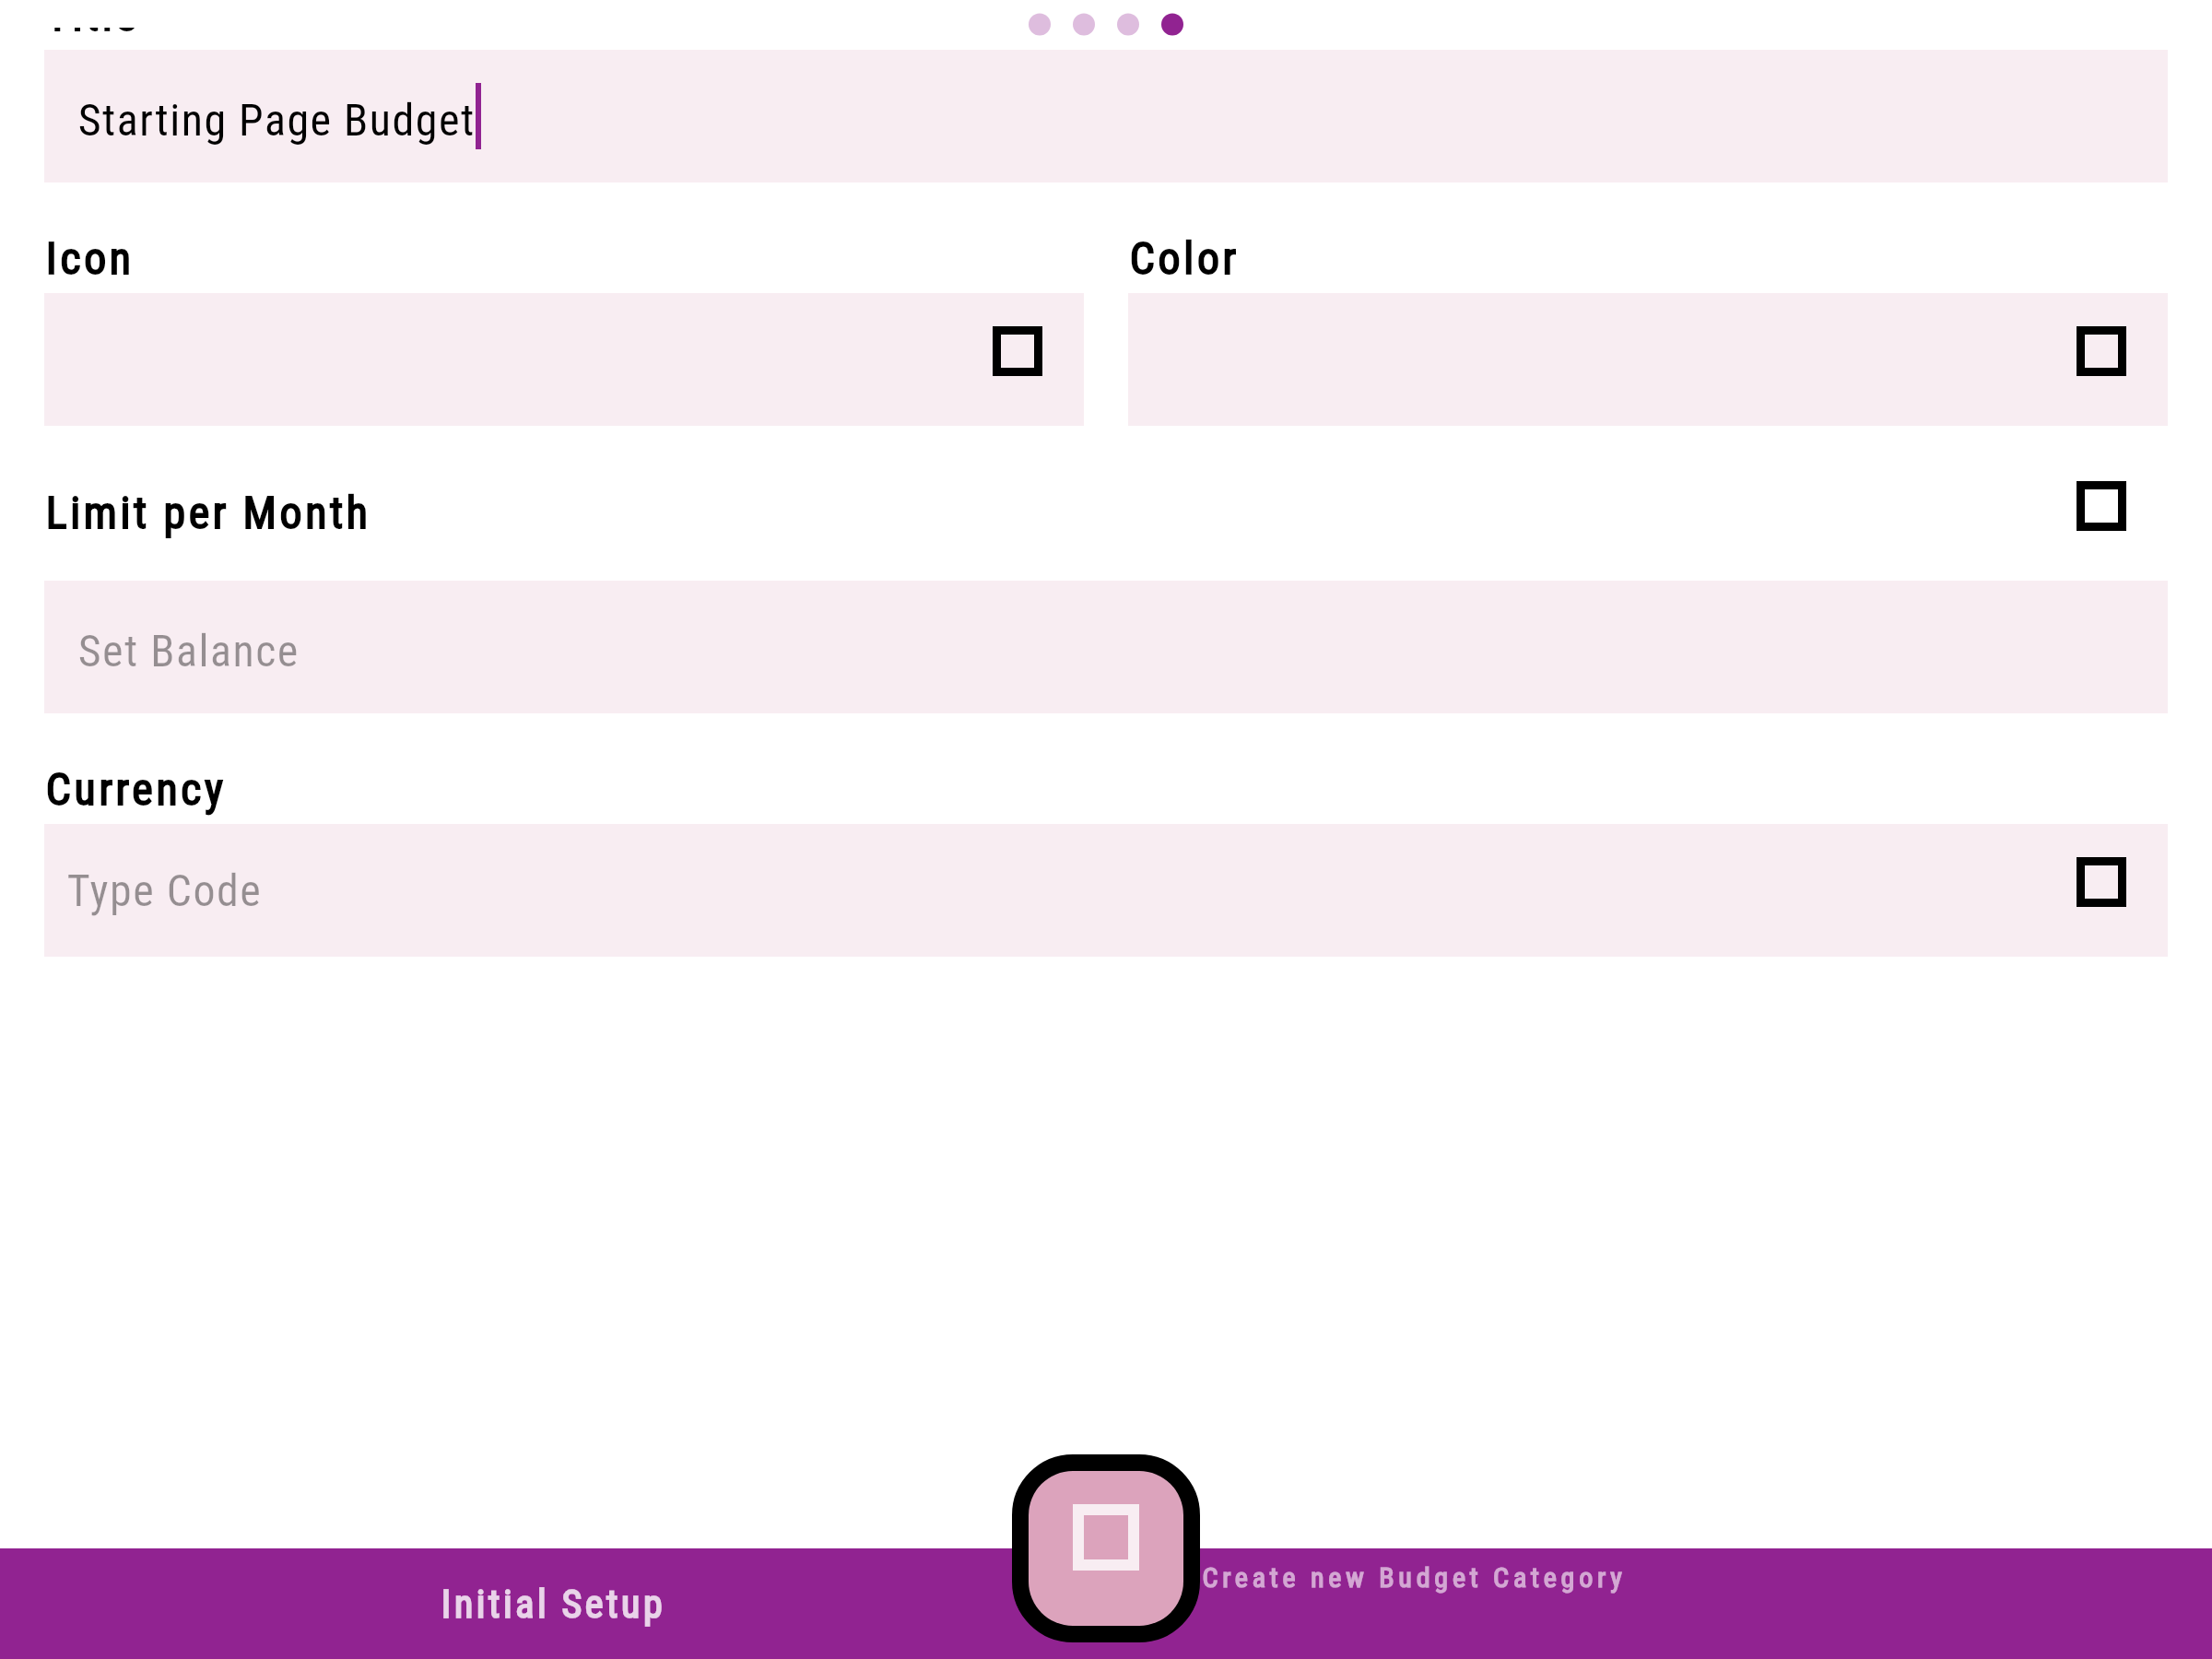 Starting Page Budget
Icon
Color
Limit per Month
Set Balance
Currency
Type Code
Create new Budget Category
Initial Setup